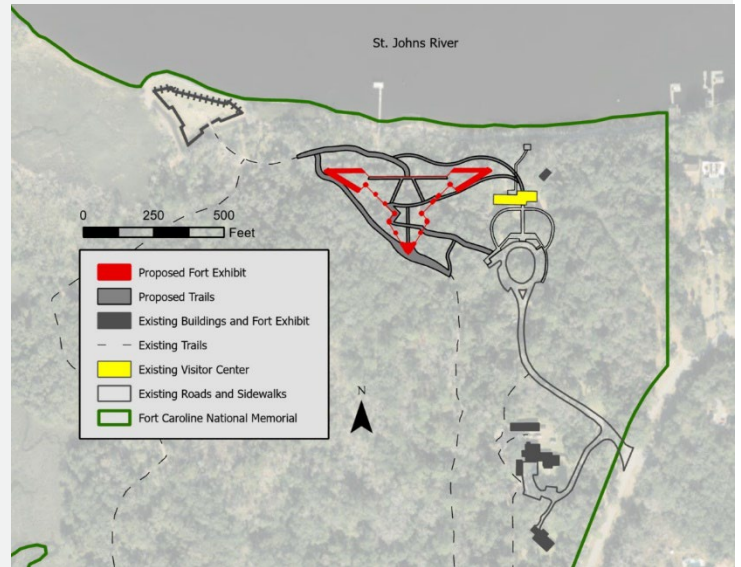 St. Johns River
0 250 500
Feet
Proposed Fort Exhibit
Proposed Trails
Existing Buildings and Fort Exhibit
Existing Trails
Existing Visitor Center
Existing Roads and Sidewalks
Fort Caroline National Memorial
N